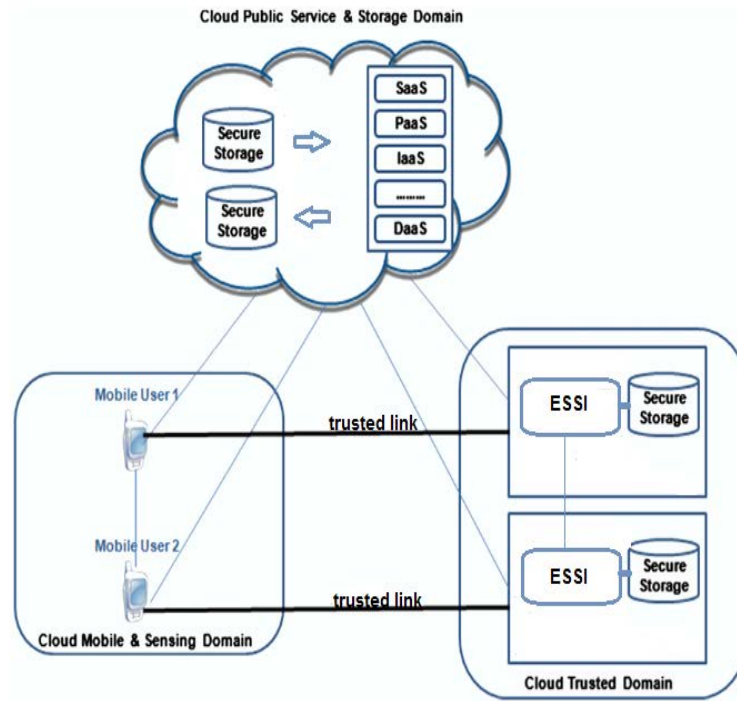 Cloud Public Service & Storage Domain
Secure
Storage
Secure
Storage
SaaS
PaaS
IaaS
.........
DaaS
Mobile User 1
trusted link
ESSI
Secure
Storage
Mobile User 2
trusted link
ESSI
Secure
Storage
Cloud Mobile & Sensing Domain
Cloud Trusted Domain